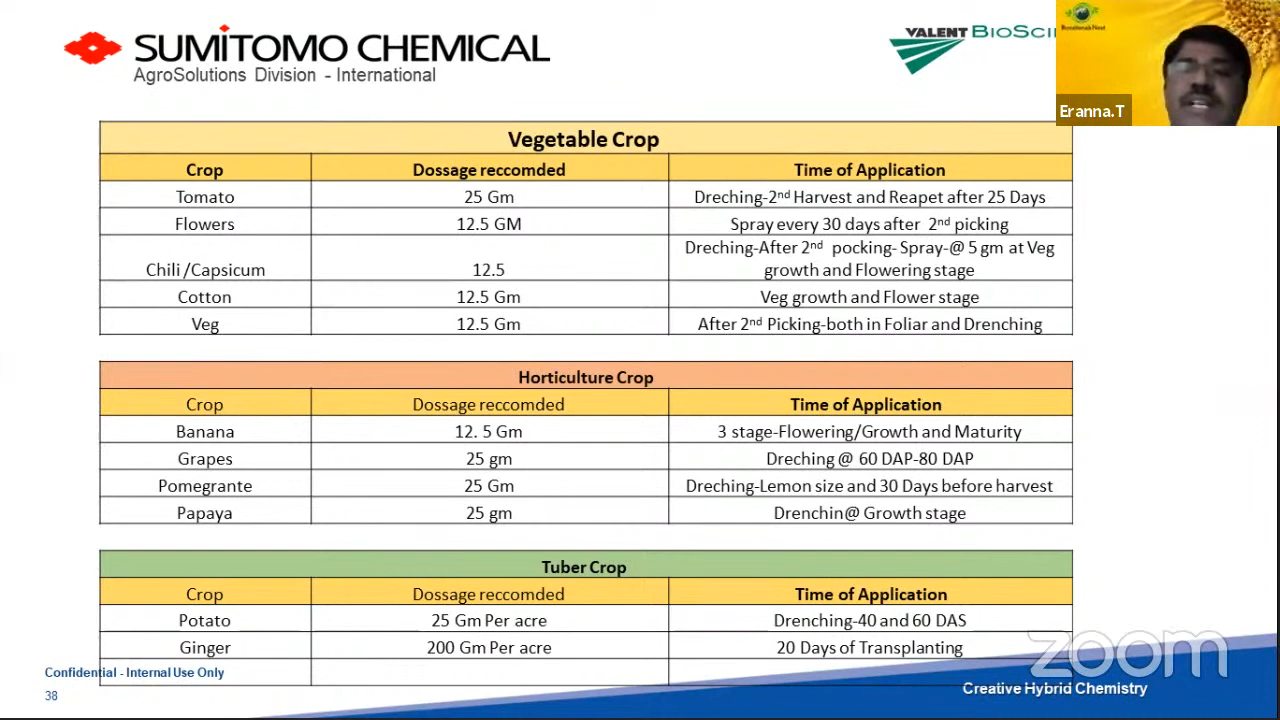 SUMITOMO CHEMICAL
AgroSolutions Division - International
VALENT BIOSCI
Eranna.T
Vegetable Crop
Crop Dossage reccomded Time of Application
Tomato 25 Gm Dreching-2nd Harvest and Reapet after 25 Days
Flowers 12.5 GM Spray every 30 days after 2nd picking
Chili /Capsicum 12.5 Dreching-After 2nd pocking- Spray-@ 5 gm at Veg
growth and Flowering stage
Cotton 12.5 Gm Veg growth and Flower stage
Veg 12.5 Gm After 2nd Picking-both in Foliar and Drenching
Horticulture Crop
Crop Dossage reccomded Time of Application
Banana 12. 5 Gm 3 stage-Flowering/Growth and Maturity
Grapes 25 gm Dreching @ 60 DAP-80 DAP
Pomegrante 25 Gm Dreching-Lemon size and 30 Days before harvest
Papaya 25 gm Drenchin@ Growth stage
Tuber Crop
Crop Dossage reccomded Time of Application
Potato 25 Gm Per acre Drenching-40 and 60 DAS
Ginger 200 Gm Per acre 20 Days of Transplanting
zoom
Confidential - Internal Use Only
38
Creative Hybrid Chemistry